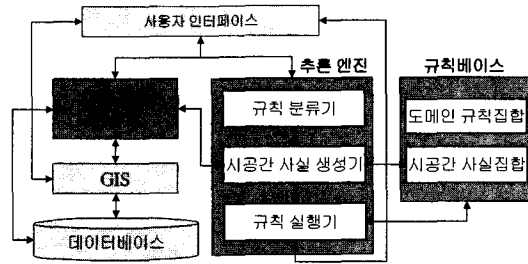 사용자 인터페이스
추론 엔진
규칙베이스
규칙 분류기
도메인 규칙집합
시공간 사실 생성기
시공간 사실집합
GIS
규칙 실행기
데이터베이스